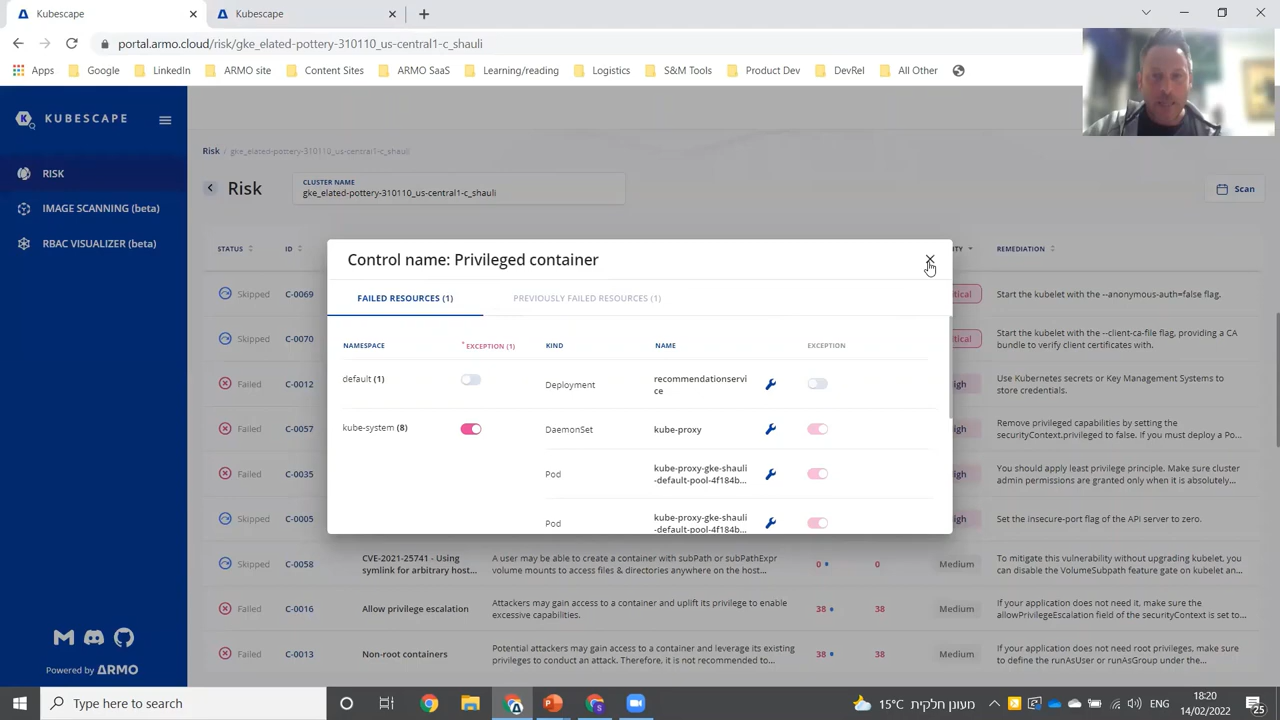 Kubescape
Kubescape
portal.armo.cloud/risk/gke_elated-pottery-310110_us-central1-c_shauli
Apps
Google
LinkedIn
ARMO site
Content Sites
ARMO SaaS
Learning/reading
Logistics
S&M Tools
Product Dev
DevRel
All Other
KUBESCAPE
RISK
IMAGE SCANNING (beta)
RBAC VISUALIZER (beta)
Powered by ARMO
Risk / gke_elated-pottery-310110_us-central1-c_shauli
Risk
CLUSTER NAME
gke_elated-pottery-310110_us-central1-c_shauli
Scan
STATUS
ID
REMEDIATION
Control name: Privileged container
FAILED RESOURCES (1)
PREVIOUSLY FAILED RESOURCES (1)
NAMESPACE
* EXCEPTION (1)
KIND
NAME
EXCEPTION
default (1)
Deployment
recommendationservi
ce
kube-system (8)
DaemonSet
kube-proxy
Pod
kube-proxy-gke-shauli
-default-pool-4f184b...
Pod
kube-proxy-gke-shauli
-default-pool-4f184b...
Skipped C-0069
Start the kubelet with the --anonymous-auth=false flag.
Skipped C-0070
Start the kubelet with the --client-ca-file flag, providing a CA
bundle to verify client certificates with.
Failed C-0012
Use Kubernetes secrets or Key Management Systems to
store credentials.
Failed C-0057
Remove privileged capabilities by setting the
securityContext.privileged to false. If you must deploy a Po...
Failed C-0035
You should apply least privilege principle. Make sure cluster
admin permissions are granted only when it is absolutely...
Skipped C-0005
Set the insecure-port flag of the API server to zero.
Skipped C-0058
CVE-2021-25741 - Using
symlink for arbitrary host...
A user may be able to create a container with subPath or subPathExpr
volume mounts to access files & directories anywhere on the host...
0 0 Medium
To mitigate this vulnerability without upgrading kubelet, you
can disable the VolumeSubpath feature gate on kubelet an...
Failed C-0016
Allow privilege escalation
Attackers may gain access to a container and uplift its privilege to enable
excessive capabilities.
38 38 Medium
If your application does not need it, make sure the
allowPrivilegeEscalation field of the securityContext is set to...
Failed C-0013
Non-root containers
Potential attackers may gain access to a container and leverage its existing
privileges to conduct an attack. Therefore, it is not recommended to...
38 38 Medium
If your application does not need root privileges, make sure
to define the runAsUser or runAsGroup under the...
Type here to search
15°C מעונן חלקית
ENG
18:20
14/02/2022
25